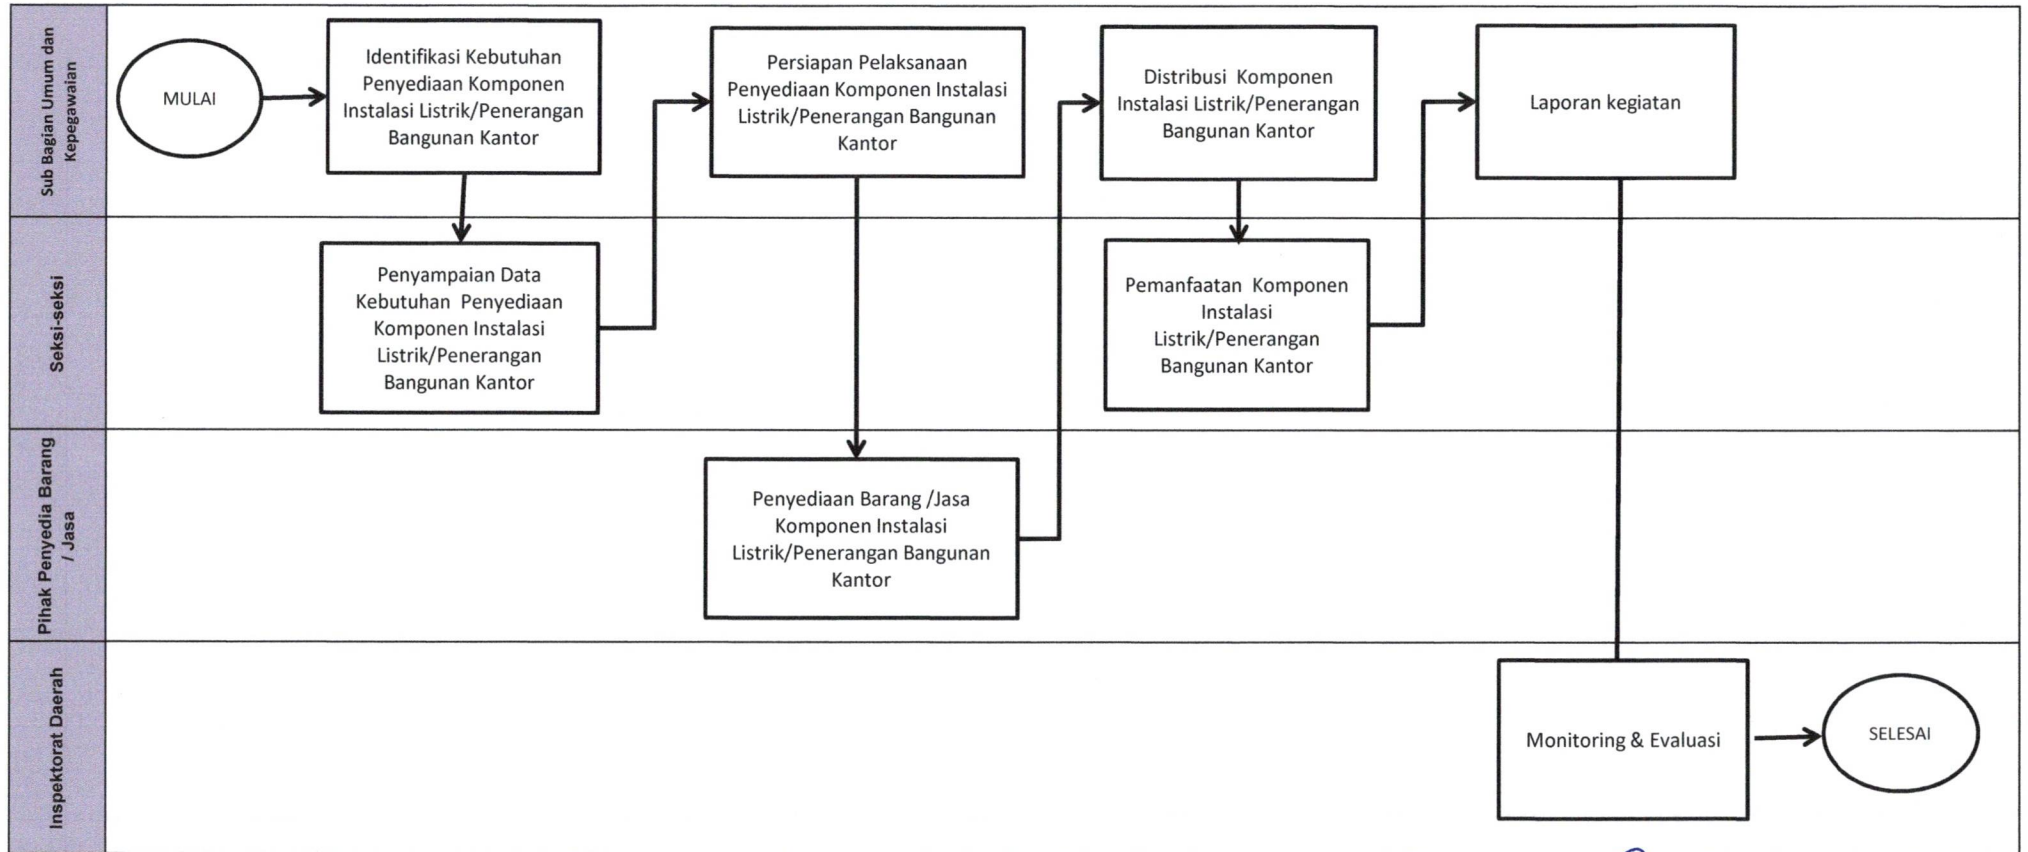 Sub Bagian Umum dan
Kepegawaian
MULAI
Identifikasi Kebutuhan
Penyediaan Komponen
Instalasi Listrik/Penerangan
Bangunan Kantor
Persiapan Pelaksanaan
Penyediaan Komponen Instalasi
Listrik/Penerangan Bangunan
Kantor
Distribusi Komponen
Instalasi Listrik/Penerangan
Bangunan Kantor
Laporan kegiatan
Seksi-seksi
Penyampaian Data
Kebutuhan Penyediaan
Komponen Instalasi
Listrik/Penerangan
Bangunan Kantor
Pemanfaatan Komponen
Instalasi
Listrik/Penerangan
Bangunan Kantor
Pihak Penyedia Barang
/ Jasa
Penyediaan Barang /Jasa
Komponen Instalasi
Listrik/Penerangan Bangunan
Kantor
Inspektorat Daerah
Monitoring & Evaluasi
SELESAI